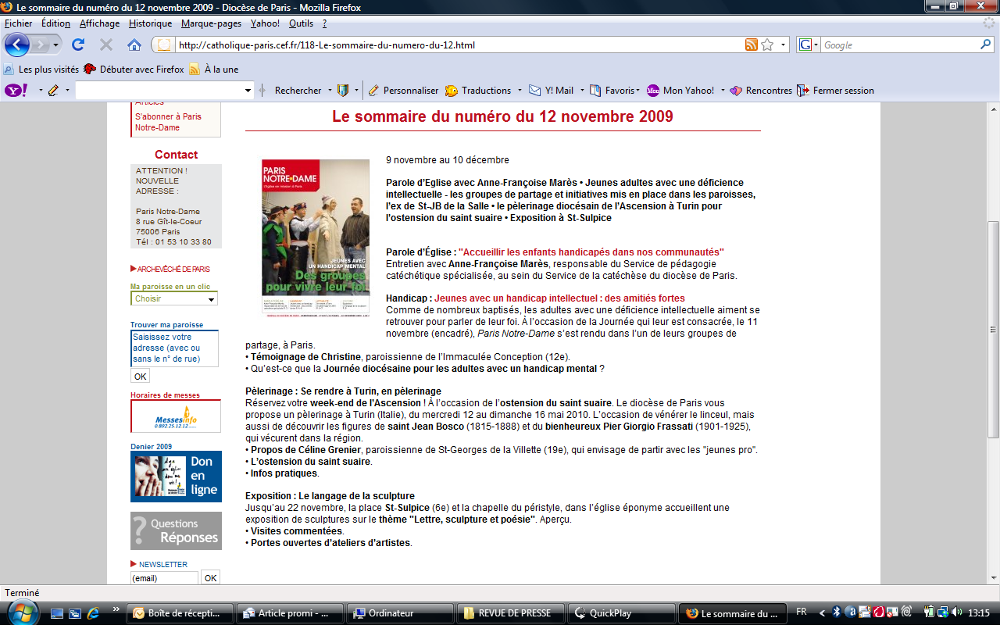 Le sommaire du numéro du 12 novembre 2009 - Diocèse de Paris - Mozilla Firefox
Fichier Édition Affichage Historique Marque-pages Yahoo! Outils ?
http://catholique-paris.cef.fr/118-Le-sommaire-du-numero-du-12.html
Google
Les plus visités Débuter avec Firefox À la une
Y! Rechercher Personnaliser Traductions Y! Mail Favoris Mon Yahoo! Rencontres Fermer session
Articles
S'abonner à Paris
Notre-Dame
Contact
ATTENTION !
NOUVELLE
ADRESSE :
Paris Notre-Dame
8 rue Gît-le-Coeur
75006 Paris
Tél : 01 53 10 33 80
ARCHEVÊCHÉ DE PARIS
Ma paroisse en un clic
Choisir
Trouver ma paroisse
Saisissez votre
adresse (avec ou
sans le n° de rue)
OK
Horaires de messes
Messesinfo
0 892 25 12 12
Denier 2009
Don
en
ligne
? Questions
Réponses
NEWSLETTER
(email) OK
Le sommaire du numéro du 12 novembre 2009
PARIS
NOTRE-DAME
JEUNES AVEC
UN HANDICAP MENTAL
Des groupes
pour vivre leur foi
9 novembre au 10 décembre
Parole d’Eglise avec Anne-Françoise Marès • Jeunes adultes avec une déficience
intellectuelle - les groupes de partage et initiatives mis en place dans les paroisses,
l’ex de St-JB de la Salle • le pèlerinage diocésain de l’Ascension à Turin pour
l’ostension du saint suaire • Exposition à St-Sulpice
Parole d’Église : "Accueillir les enfants handicapés dans nos communautés"
Entretien avec Anne-Françoise Marès, responsable du Service de pédagogie
catéchétique spécialisée, au sein du Service de la catéchèse du diocèse de Paris.
Handicap : Jeunes avec un handicap intellectuel : des amitiés fortes
Comme de nombreux baptisés, les adultes avec une déficience intellectuelle aiment se
retrouver pour parler de leur foi. À l’occasion de la Journée qui leur est consacrée, le 11
novembre (encadré), Paris Notre-Dame s’est rendu dans l’un de leurs groupes de
partage, à Paris.
• Témoignage de Christine, paroissienne de l’Immaculée Conception (12e).
• Qu’est-ce que la Journée diocésaine pour les adultes avec un handicap mental ?
Pèlerinage : Se rendre à Turin, en pèlerinage
Réservez votre week-end de l’Ascension ! À l’occasion de l’ostension du saint suaire. Le diocèse de Paris vous
propose un pèlerinage à Turin (Italie), du mercredi 12 au dimanche 16 mai 2010. L’occasion de vénérer le linceul, mais
aussi de découvrir les figures de saint Jean Bosco (1815-1888) et du bienheureux Pier Giorgio Frassati (1901-1925),
qui vécurent dans la région.
• Propos de Céline Grenier, paroissienne de St-Georges de la Villette (19e), qui envisage de partir avec les "jeunes pro".
• L’ostension du saint suaire.
• Infos pratiques.
Exposition : Le langage de la sculpture
Jusqu’au 22 novembre, la place St-Sulpice (6e) et la chapelle du péristyle, dans l’église éponyme accueillent une
exposition de sculptures sur le thème "Lettre, sculpture et poésie". Aperçu.
• Visites commentées.
• Portes ouvertes d’ateliers d’artistes.
Terminé
Boîte de récepti... Article promi - ... Ordinateur REVUE DE PRESSE QuickPlay Le sommaire du ... FR 13:15